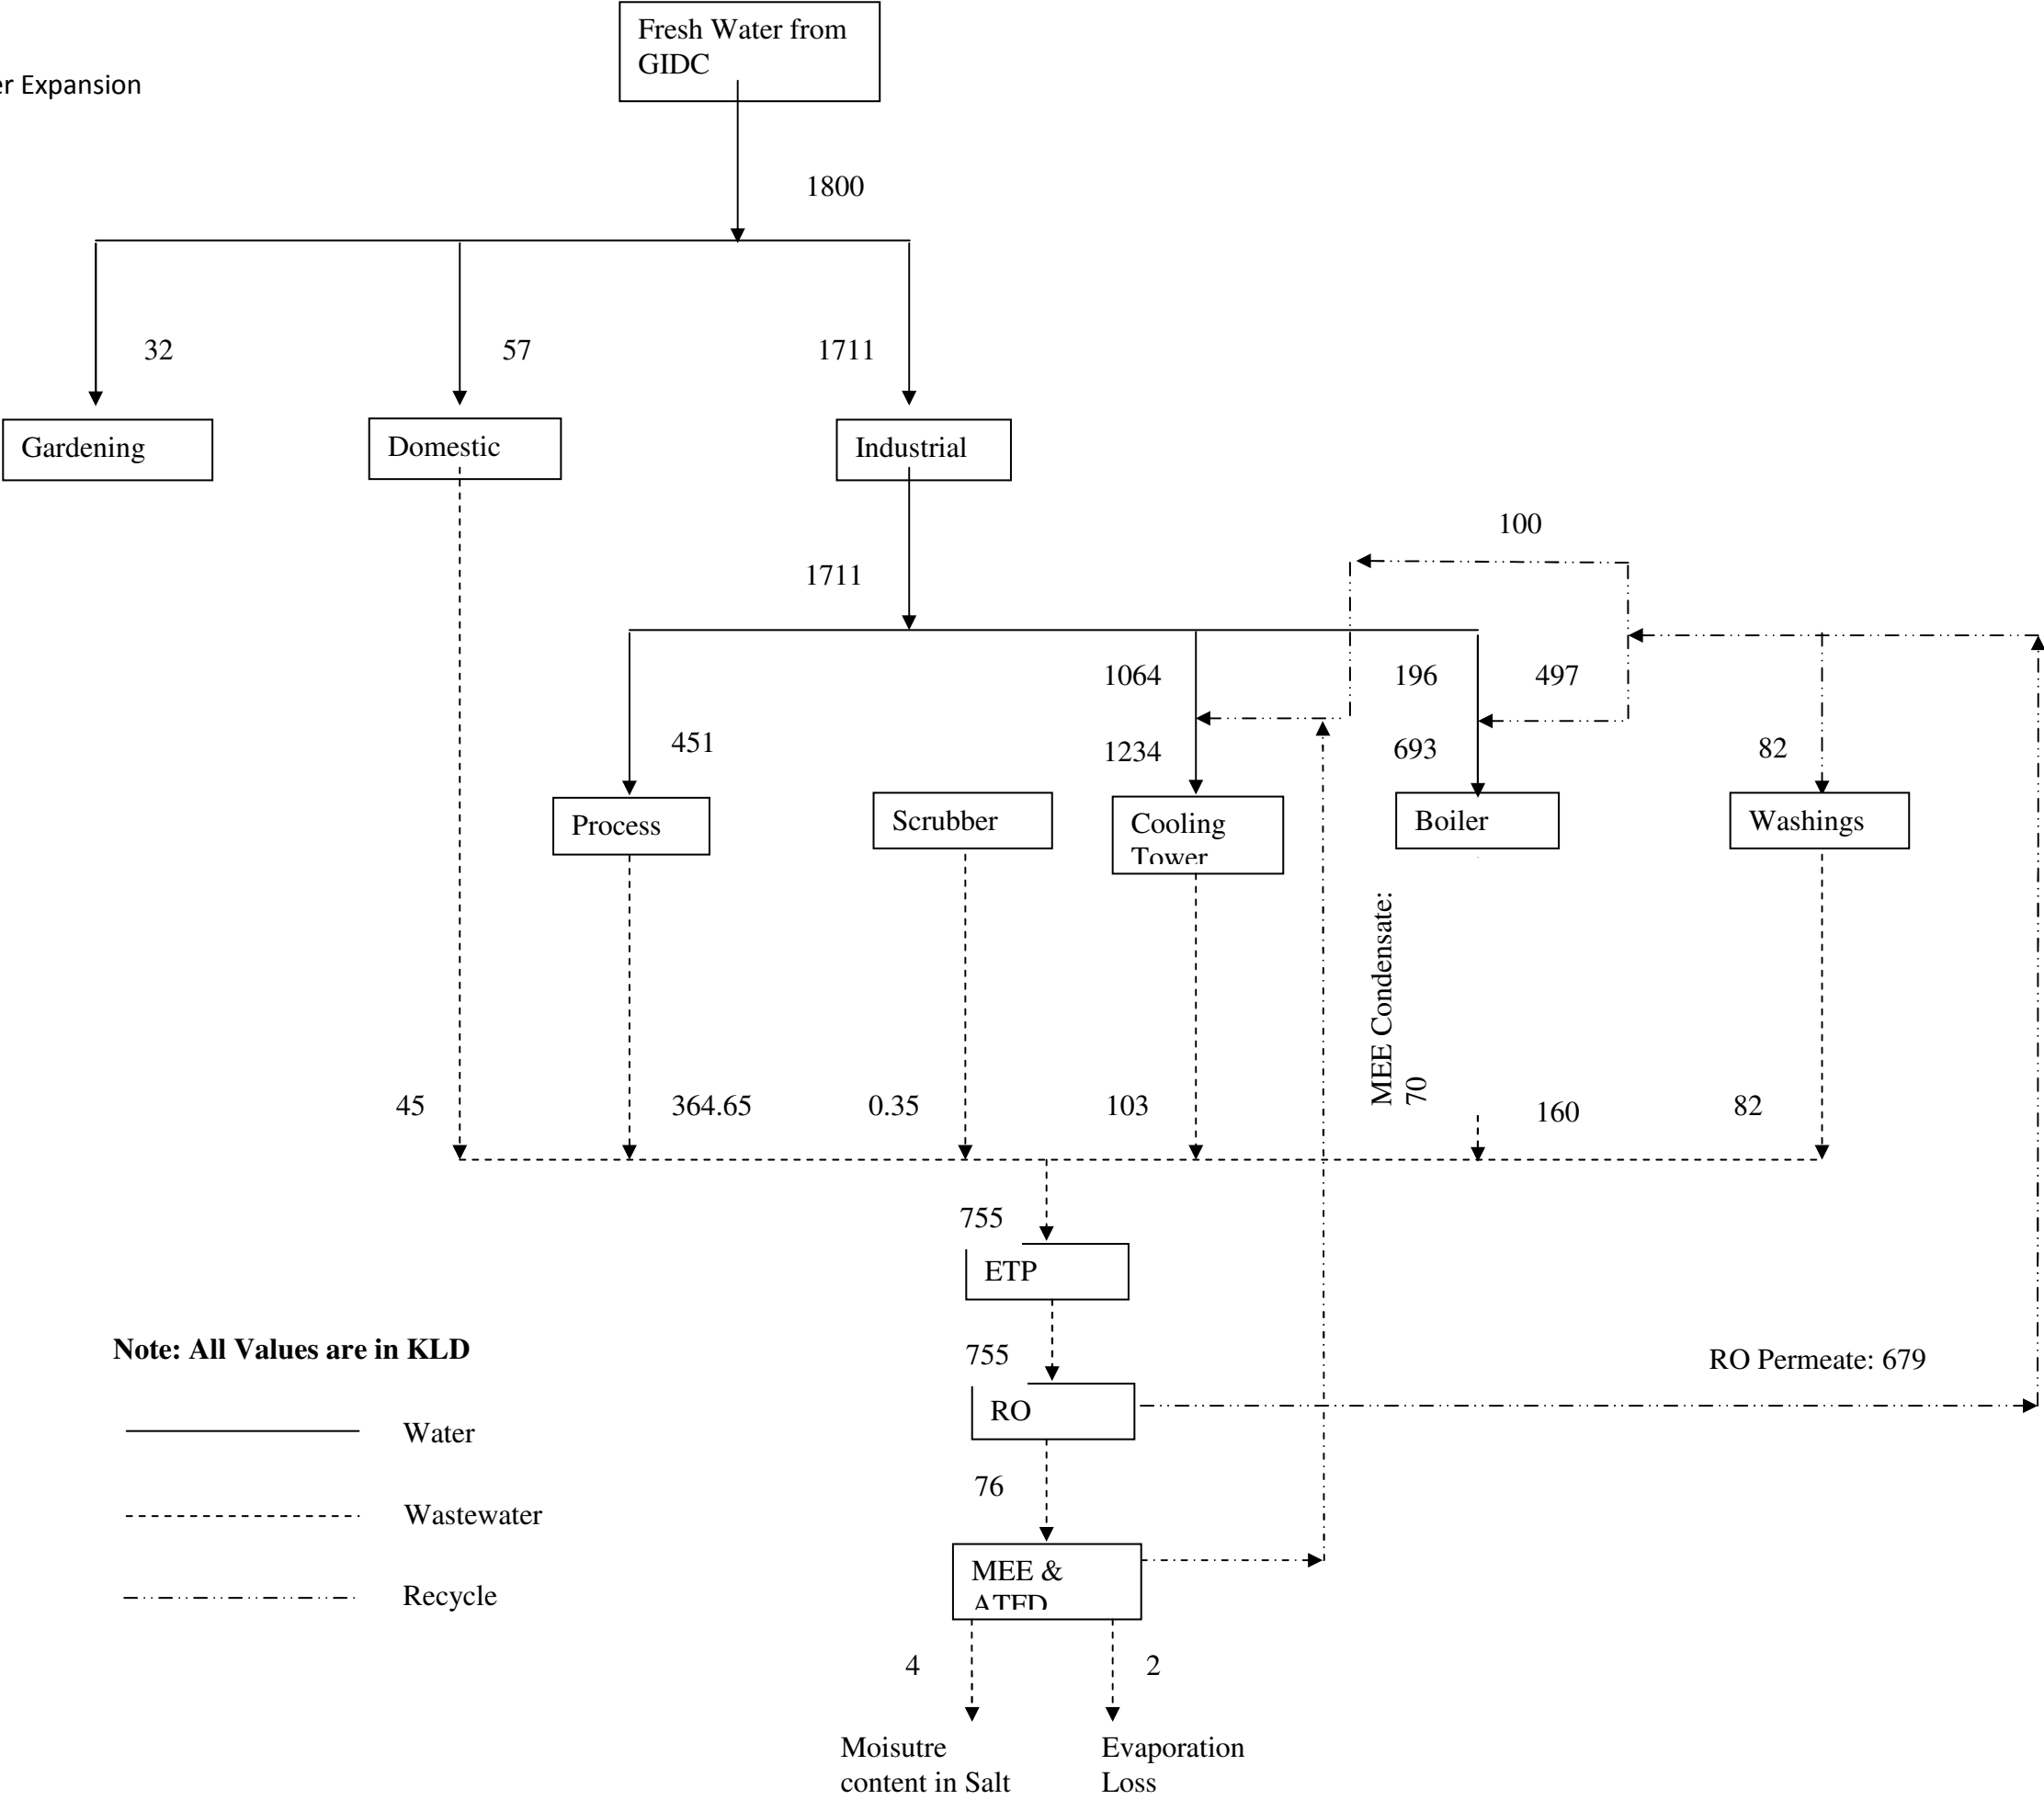 Fresh Water from
GIDC
er Expansion
1800
32
57
1711
Gardening
Domestic
Industrial
100
1711
1064
196
497
451
1234
693
82
Process
Scrubber
Cooling
Tower
Boiler
Washings
MEE Condensate:
70
45
364.65
0.35
103
160
82
755
ETP
Note: All Values are in KLD
755
RO Permeate: 679
RO
Water
76
Wastewater
MEE &
ATFD
Recycle
4
2
Moisutre
content in Salt
Evaporation
Loss